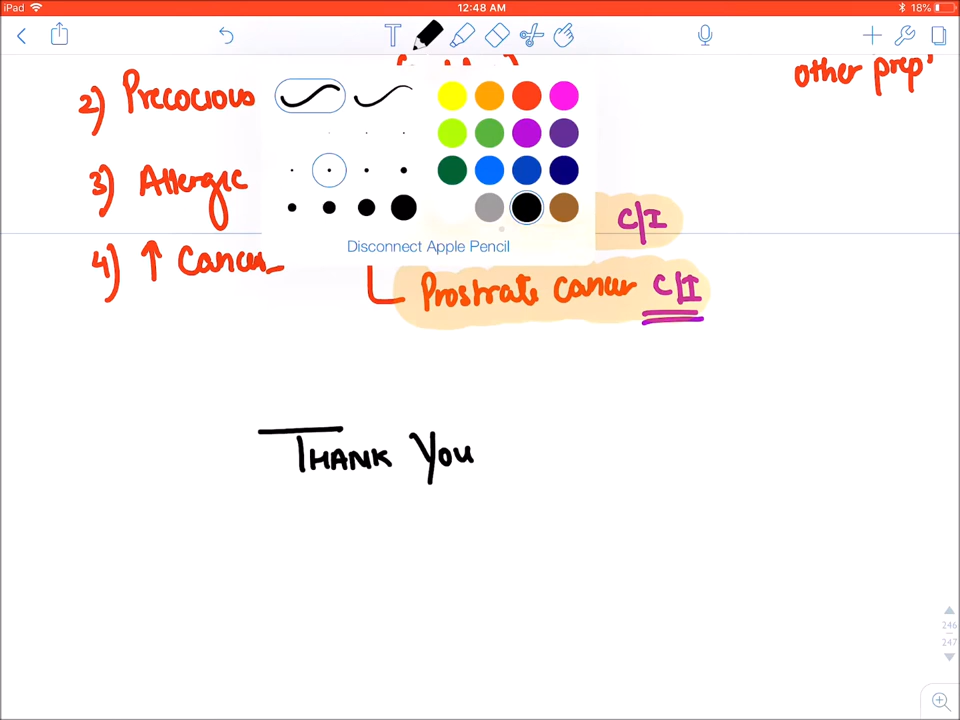 iPad 12:48 AM 18%
T
other prep'
2) Precocious
3) Allergic
C/I
Disconnect Apple Pencil
4) ↑ Cancer
Prostrate cancer C/I
THANK YOU
246
247